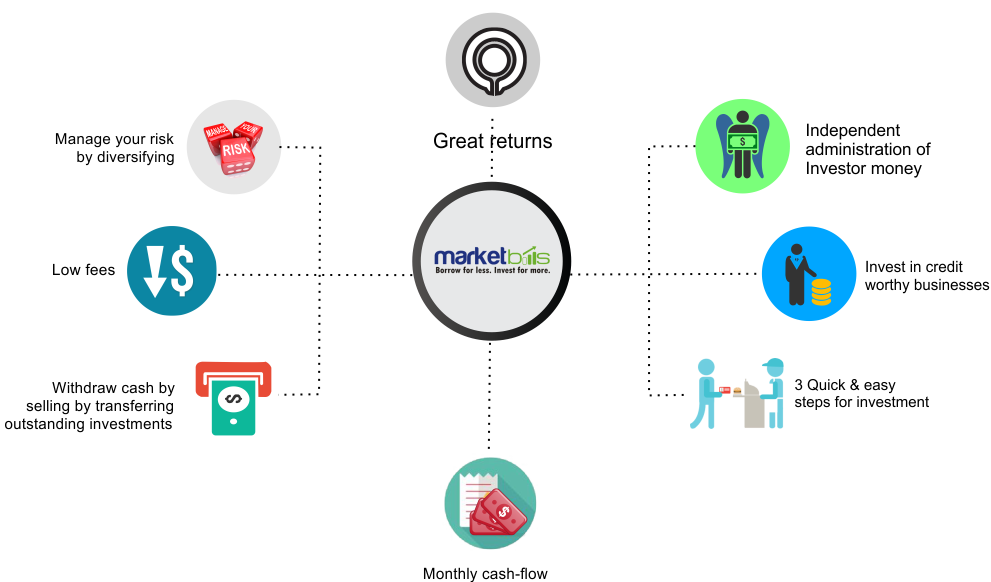 Great returns
Manage your risk
by diversifying
MANAGE
YOUR
RISK
Independent
administration of
Investor money
$
marketbills
Borrow for less. Invest for more.
Low fees
$
Invest in credit
worthy businesses
Withdraw cash by
selling by transferring
outstanding investments
$
3 Quick & easy
steps for investment
$
Monthly cash-flow